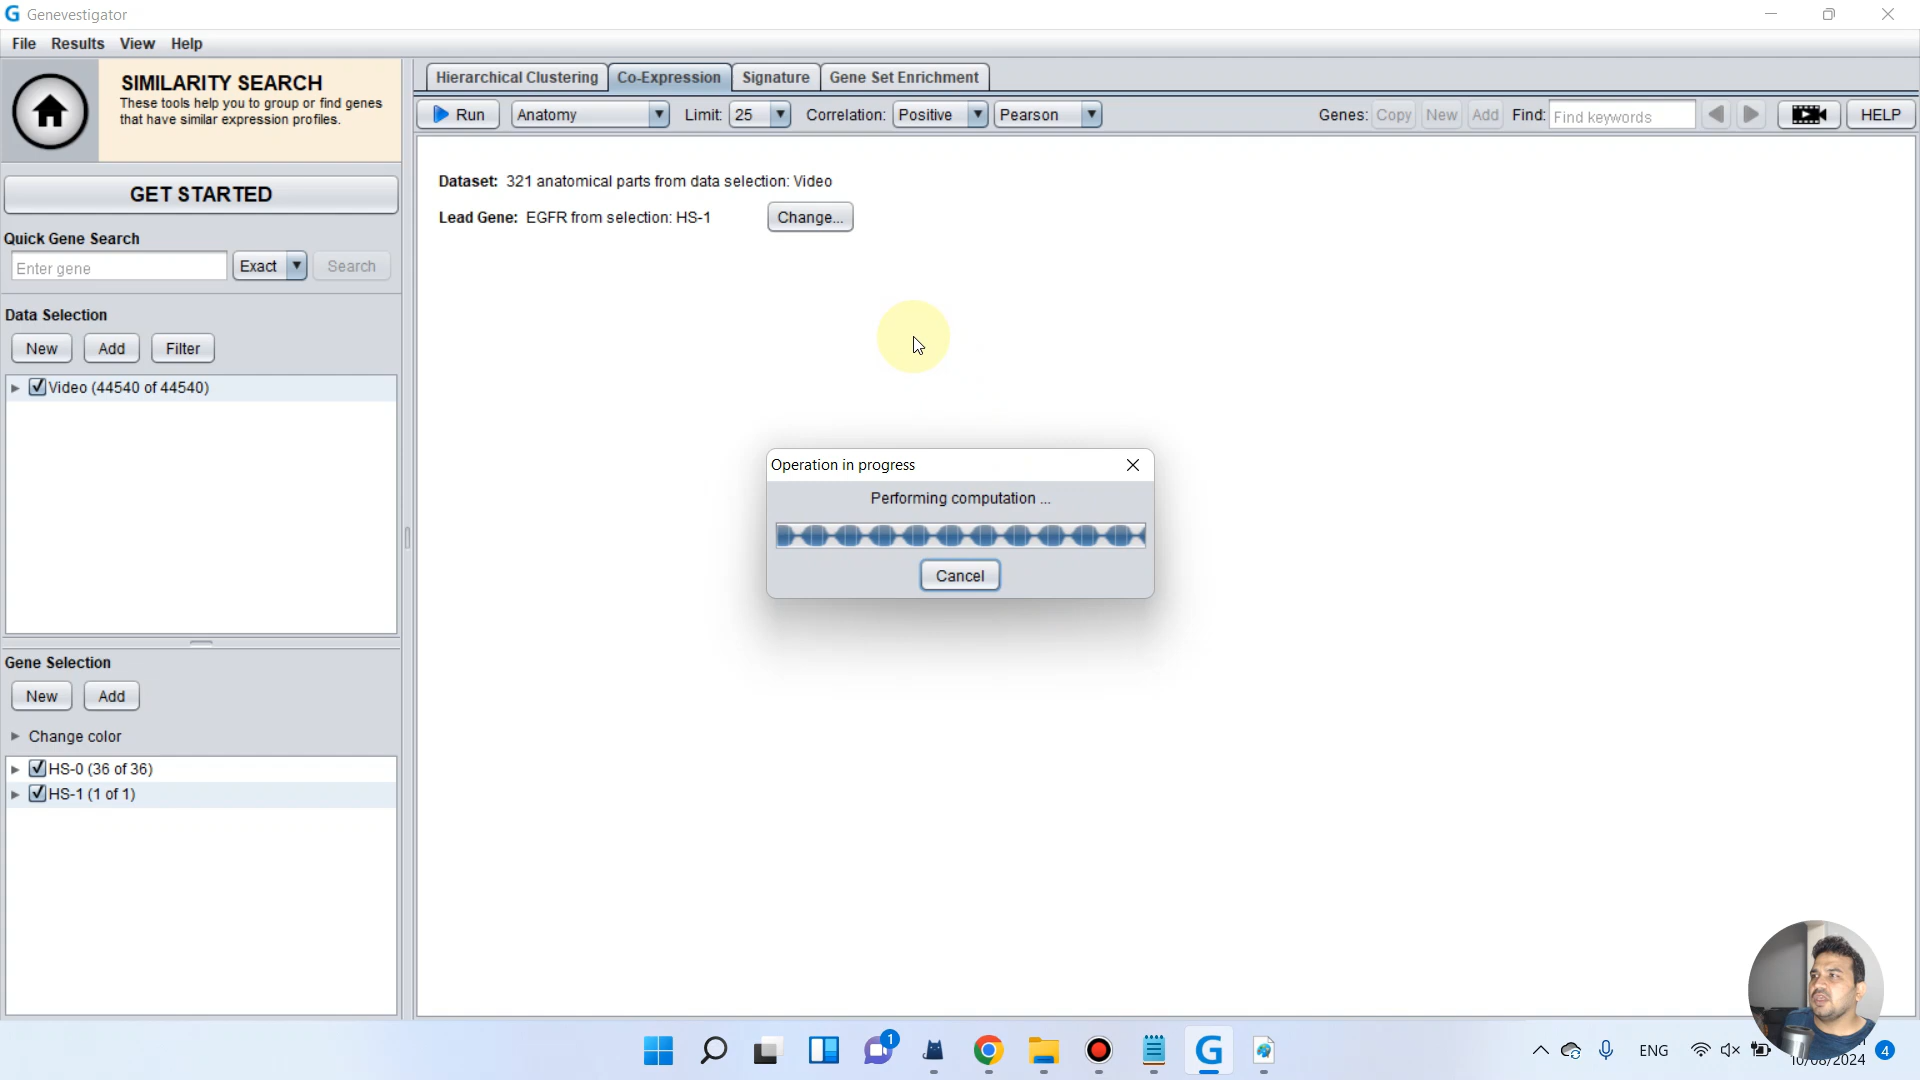 Genevestigator
File Results View Help
SIMILARITY SEARCH
These tools help you to group or find genes
that have similar expression profiles.
GET STARTED
Quick Gene Search
Enter gene Exact Search
Data Selection
New Add Filter
Video (44540 of 44540)
Gene Selection
New Add
Change color
HS-0 (36 of 36)
HS-1 (1 of 1)
Hierarchical Clustering Co-Expression Signature Gene Set Enrichment
Run Anatomy Limit: 25 Correlation: Positive Pearson Genes: Copy New Add Find: Find keywords HELP
Dataset: 321 anatomical parts from data selection: Video
Lead Gene: EGFR from selection: HS-1 Change...
Operation in progress
Performing computation ...
Cancel
1
ENG
10/08/2024 4